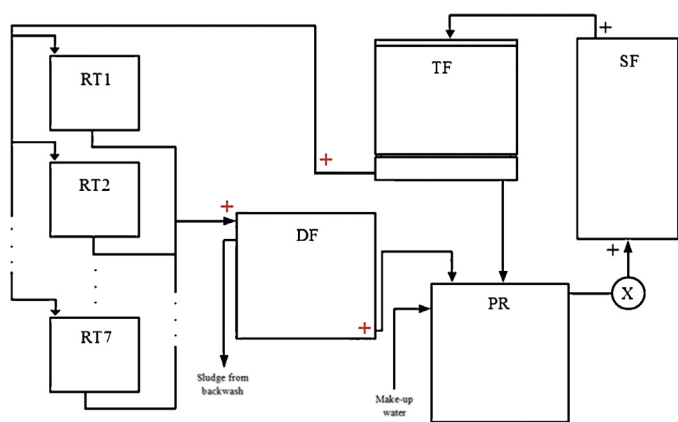 RT1
TF
SF
RT2
DF
PR
X
RT7
Sludge from
backwash
Make-up
water